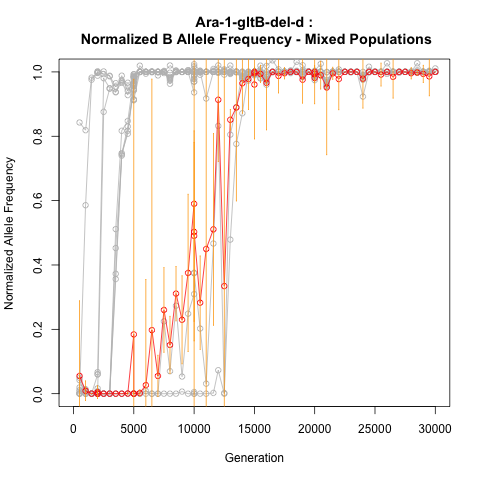 Ara-1-gltB-del-d :
Normalized B Allele Frequency - Mixed Populations
Normalized Allele Frequency
1.0
0.8
0.6
0.4
0.2
0.0
0 5000 10000 15000 20000 25000 30000
Generation